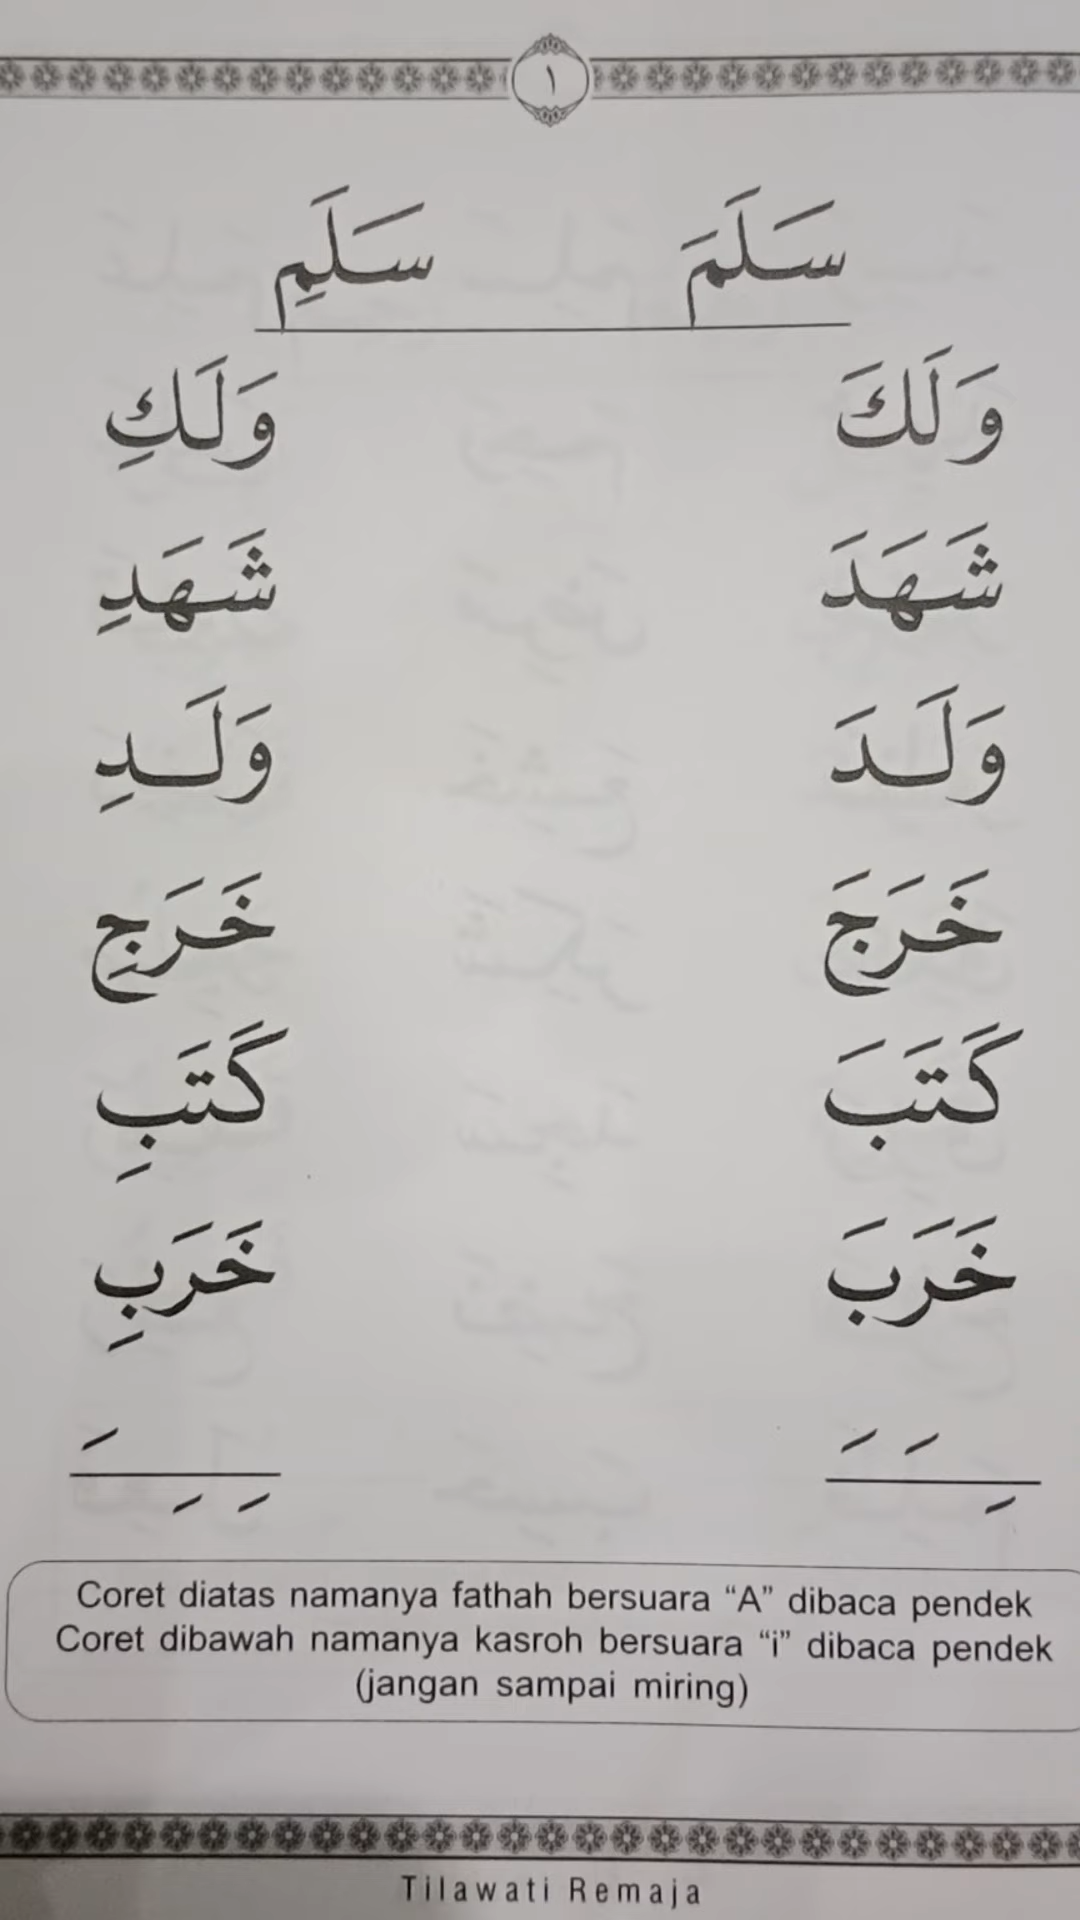 ١
سَلَمَ سَلَمِ
وَلَكَ وَلَكِ
شَهَدَ شَهَدِ
وَلَدَ وَلَدِ
خَرَجَ خَرَجِ
كَتَبَ كَتَبِ
خَرَبَ خَرَبِ
Coret diatas namanya fathah bersuara “A” dibaca pendek
Coret dibawah namanya kasroh bersuara “i” dibaca pendek
(jangan sampai miring)
Tilawati Remaja